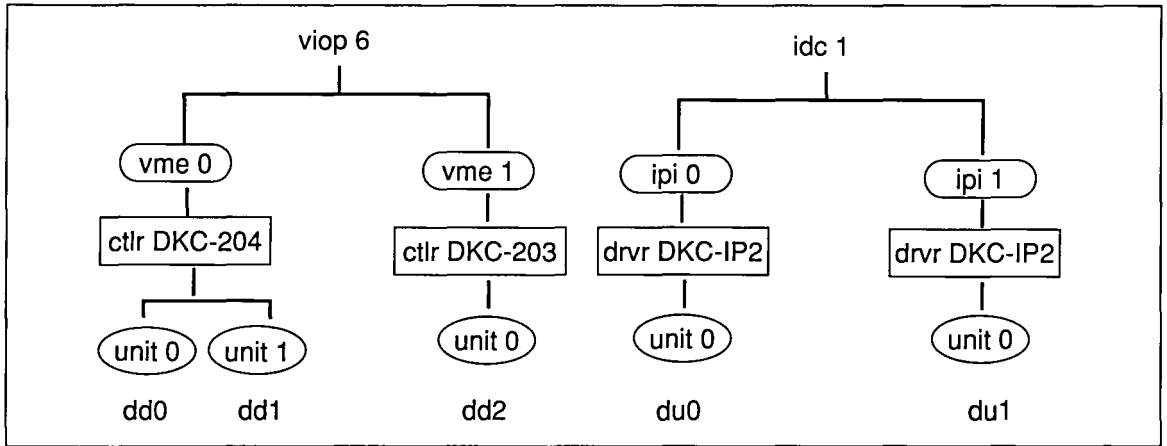 viop 6 idc 1
vme 0 vme 1 ipi 0 ipi 1
ctlr DKC-204 ctlr DKC-203 drvr DKC-IP2 drvr DKC-IP2
unit 0 unit 1 unit 0 unit 0 unit 0
dd0 dd1 dd2 du0 du1